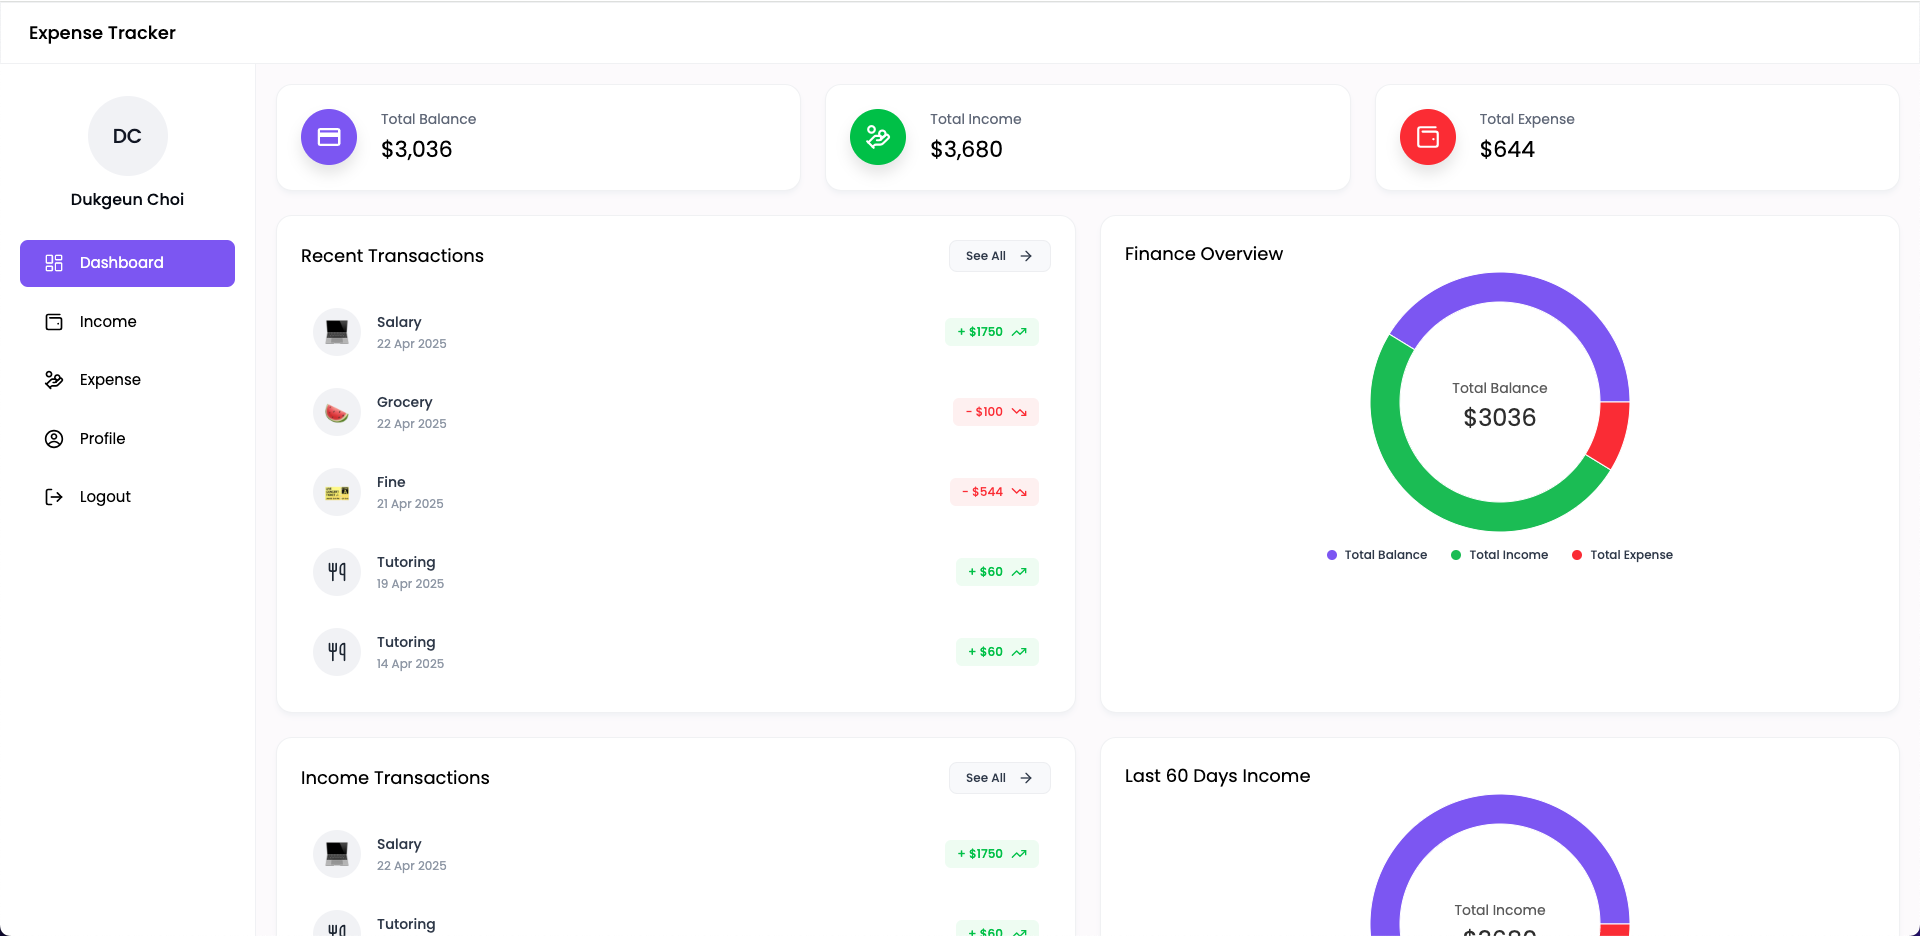 Expense Tracker
DC
Dukgeun Choi
Dashboard
Income
Expense
Profile
Logout
Total Balance
$3,036
Total Income
$3,680
Total Expense
$644
Recent Transactions
See All
Salary
22 Apr 2025
+ $1750
Grocery
22 Apr 2025
- $100
Fine
21 Apr 2025
- $544
Tutoring
19 Apr 2025
+ $60
Tutoring
14 Apr 2025
+ $60
Finance Overview
Total Balance
$3036
Total Balance
Total Income
Total Expense
Income Transactions
See All
Salary
22 Apr 2025
+ $1750
Tutoring
+ $60
Last 60 Days Income
Total Income
$3680